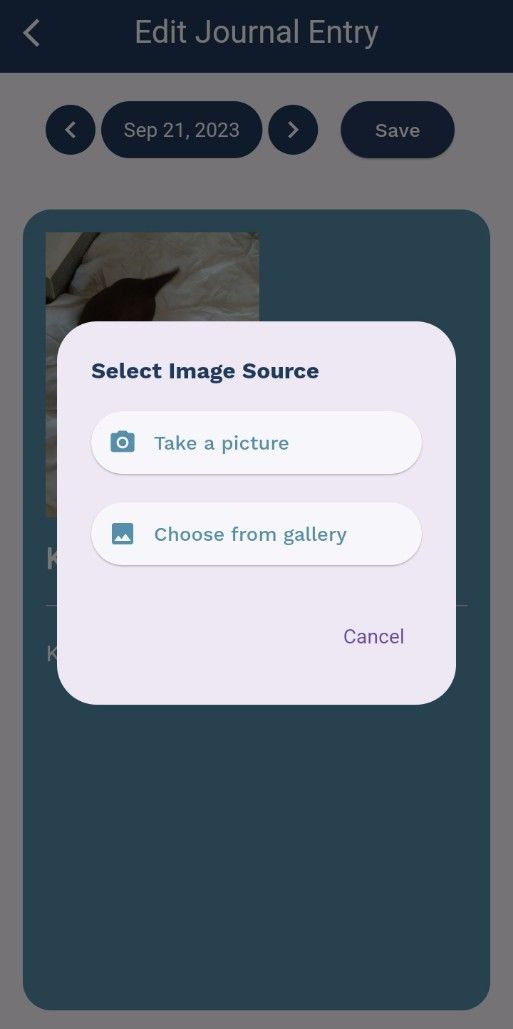 Edit Journal Entry
Sep 21, 2023
Save
Select Image Source
Take a picture
Choose from gallery
Cancel